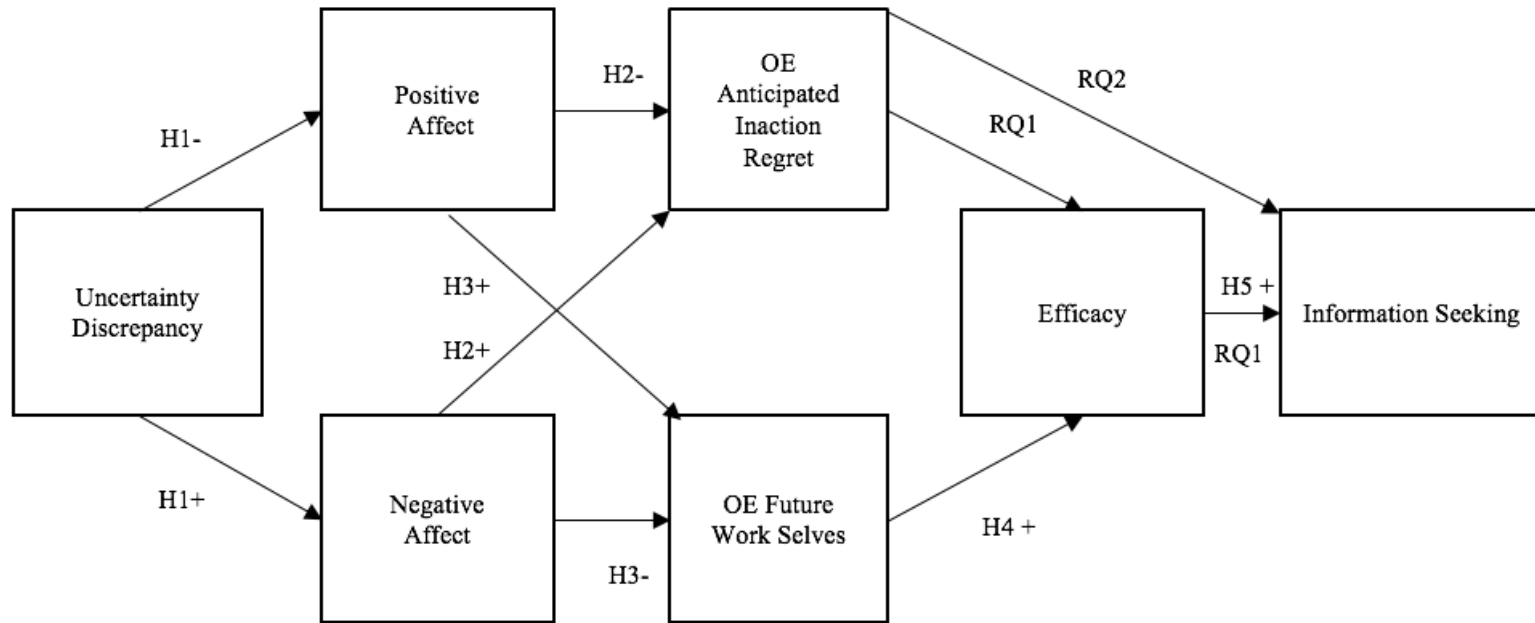 Positive
Affect
H2-
OE
Anticipated
Inaction
Regret
RQ2
H1-
RQ1
Uncertainty
Discrepancy
H3+
H2+
Efficacy
H5 +
RQ1
Information Seeking
H1+
Negative
Affect
H3-
OE Future
Work Selves
H4 +